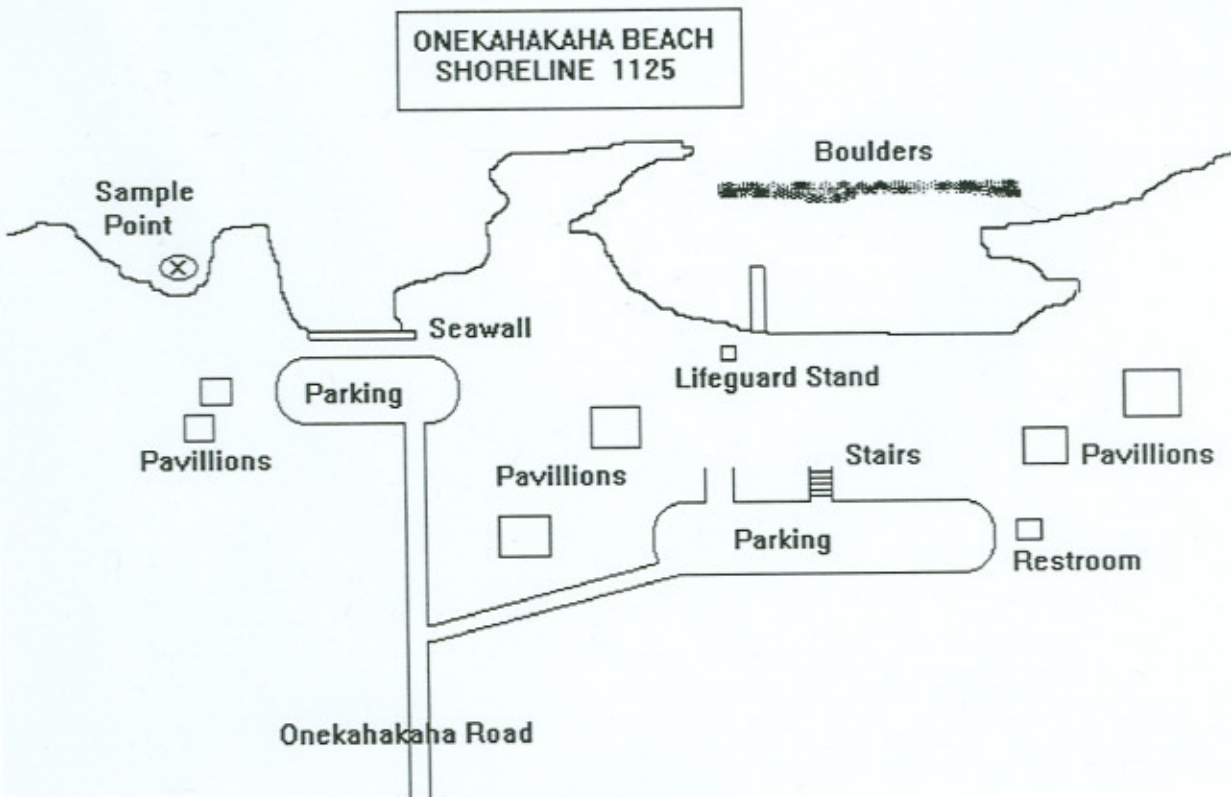 ONEKAHAKAHA BEACH
SHORELINE 1125
Boulders
Sample
Point
Seawall
Lifeguard Stand
Parking
Pavillions
Pavillions
Stairs
Pavillions
Parking
Restroom
Onekahakaha Road